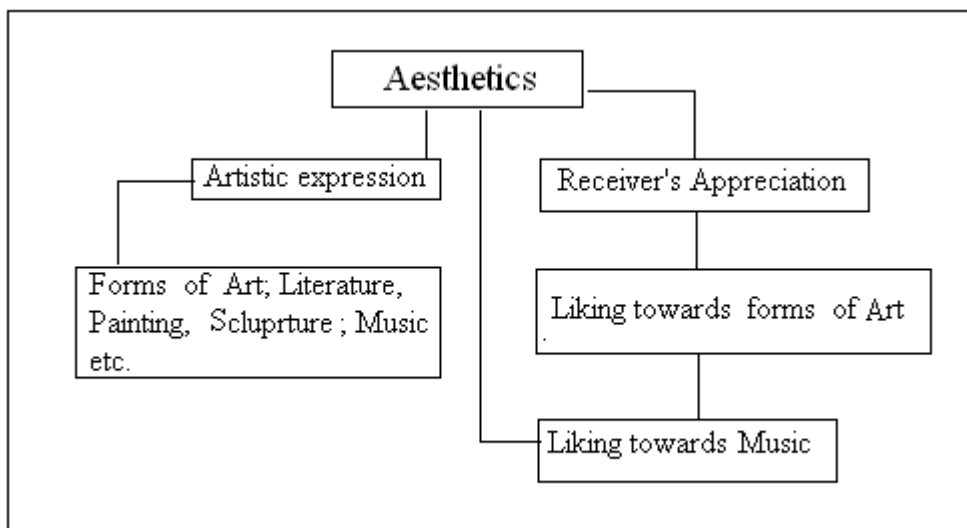 Aesthetics
Artistic expression
Receiver's Appreciation
Forms of Art; Literature,
Painting, Scluprture ; Music
etc.
Liking towards forms of Art
.
Liking towards Music